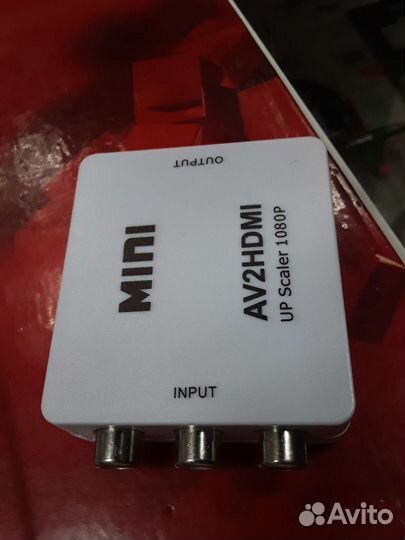 OUTPUT
MINI
AV2HDMI
UP Scaler 1080P
INPUT
Avito